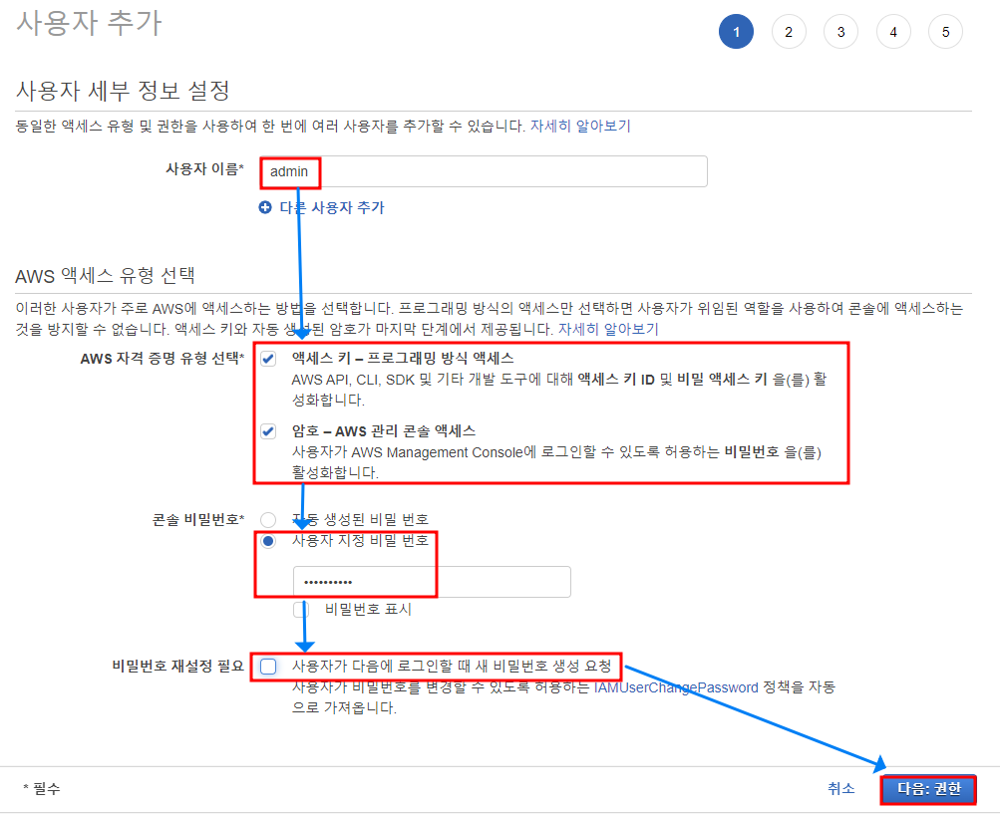 사용자 추가
1 2 3 4 5
사용자 세부 정보 설정
동일한 액세스 유형 및 권한을 사용하여 한 번에 여러 사용자를 추가할 수 있습니다. 자세히 알아보기
사용자 이름* admin
다른 사용자 추가
AWS 액세스 유형 선택
이러한 사용자가 주로 AWS에 액세스하는 방법을 선택합니다. 프로그래밍 방식의 액세스만 선택하면 사용자가 위임된 역할을 사용하여 콘솔에 액세스하는
것을 방지할 수 없습니다. 액세스 키와 자동 생성된 암호가 마지막 단계에서 제공됩니다. 자세히 알아보기
AWS 자격 증명 유형 선택* 액세스 키 – 프로그래밍 방식 액세스
AWS API, CLI, SDK 및 기타 개발 도구에 대해 액세스 키 ID 및 비밀 액세스 키 을(를) 활
성화합니다.
암호 – AWS 관리 콘솔 액세스
사용자가 AWS Management Console에 로그인할 수 있도록 허용하는 비밀번호 을(를)
활성화합니다.
콘솔 비밀번호* 자동 생성된 비밀 번호
사용자 지정 비밀 번호
••••••••••
비밀번호 표시
비밀번호 재설정 필요 사용자가 다음에 로그인할 때 새 비밀번호 생성 요청
사용자가 비밀번호를 변경할 수 있도록 허용하는 IAMUserChangePassword 정책을 자동
으로 가져옵니다.
* 필수 취소 다음: 권한